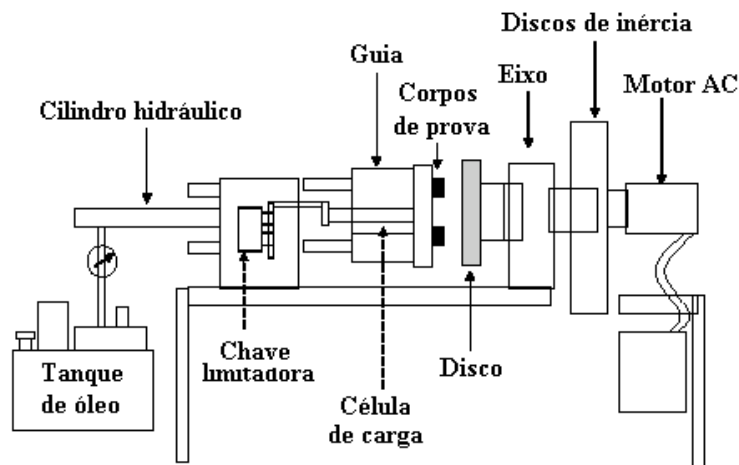 Discos de inércia
Guia
Eixo
Motor AC
Corpos
de prova
Cilindro hidráulico
Chave
limitadora
Disco
Tanque
de óleo
Célula
de carga